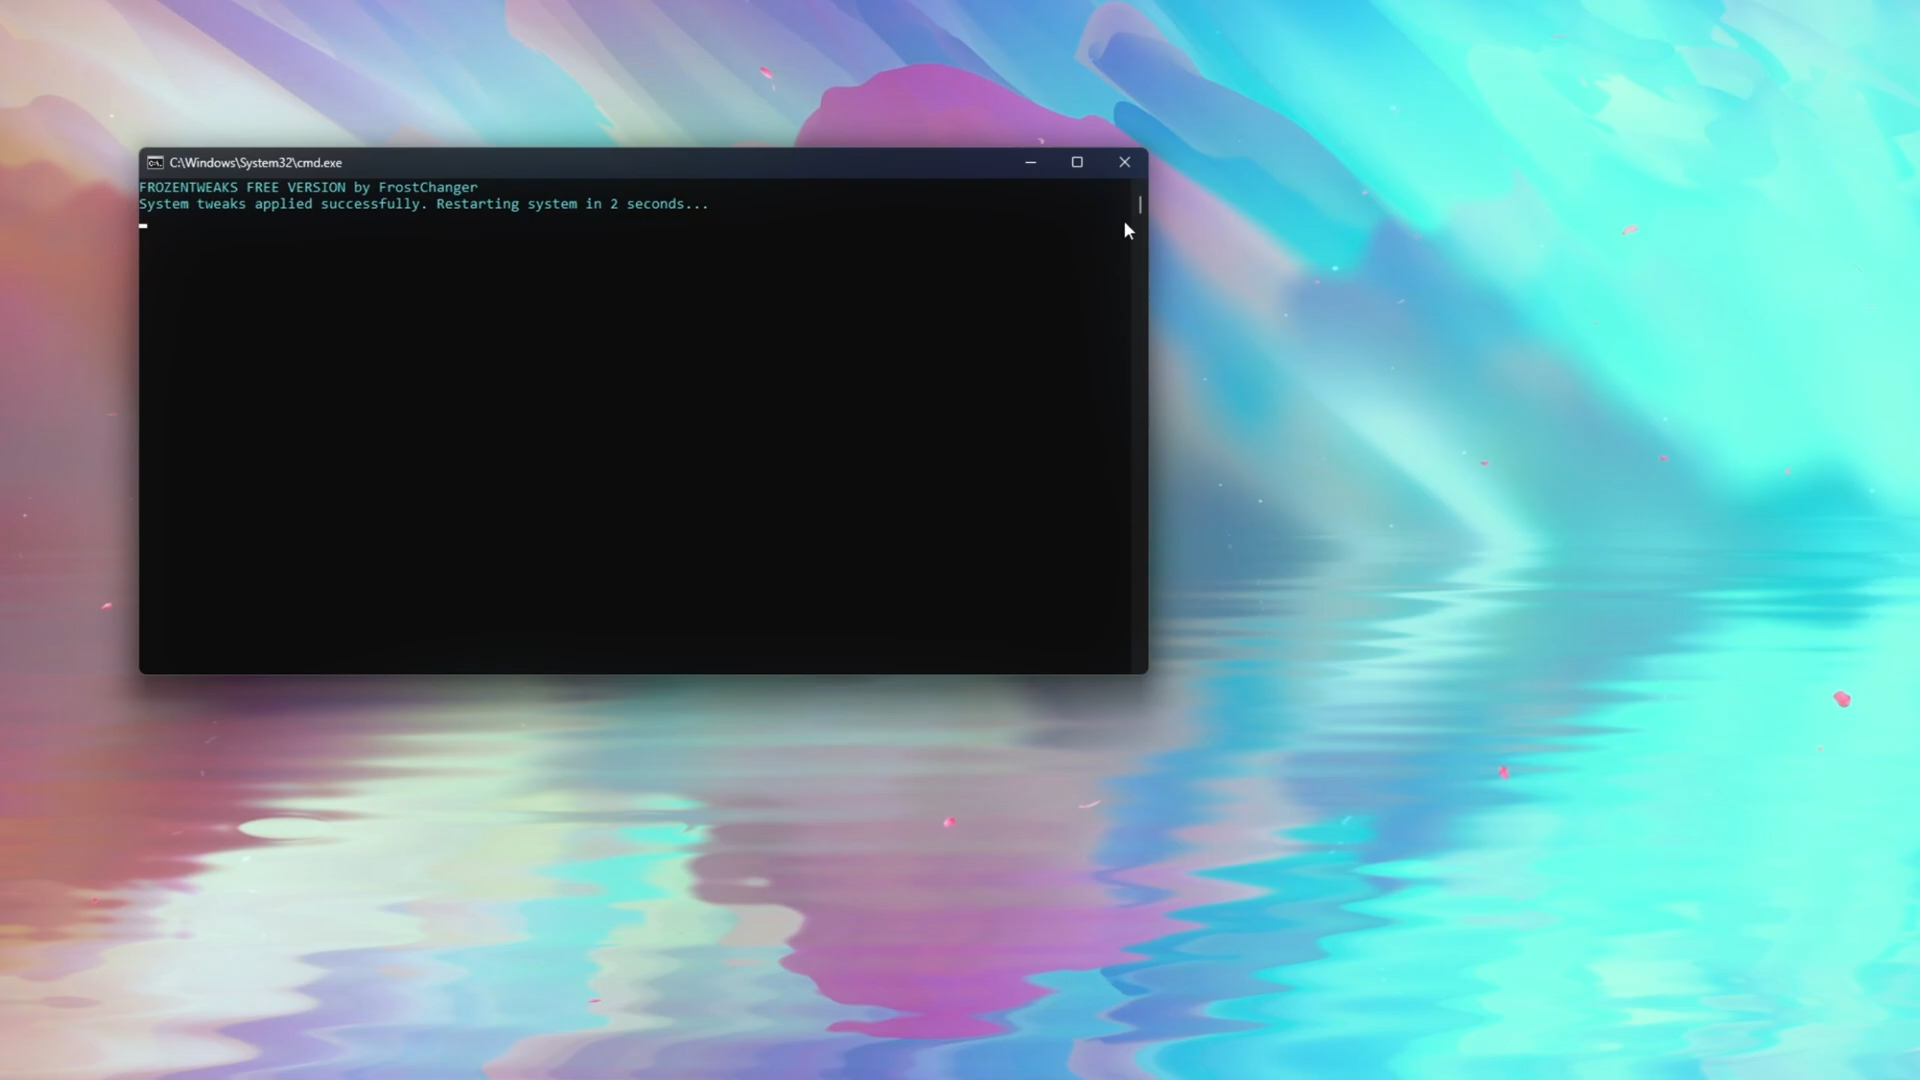 C:\Windows\System32\cmd.exe
FROZENTWEAKS FREE VERSION by FrostChanger
System tweaks applied successfully. Restarting system in 2 seconds...